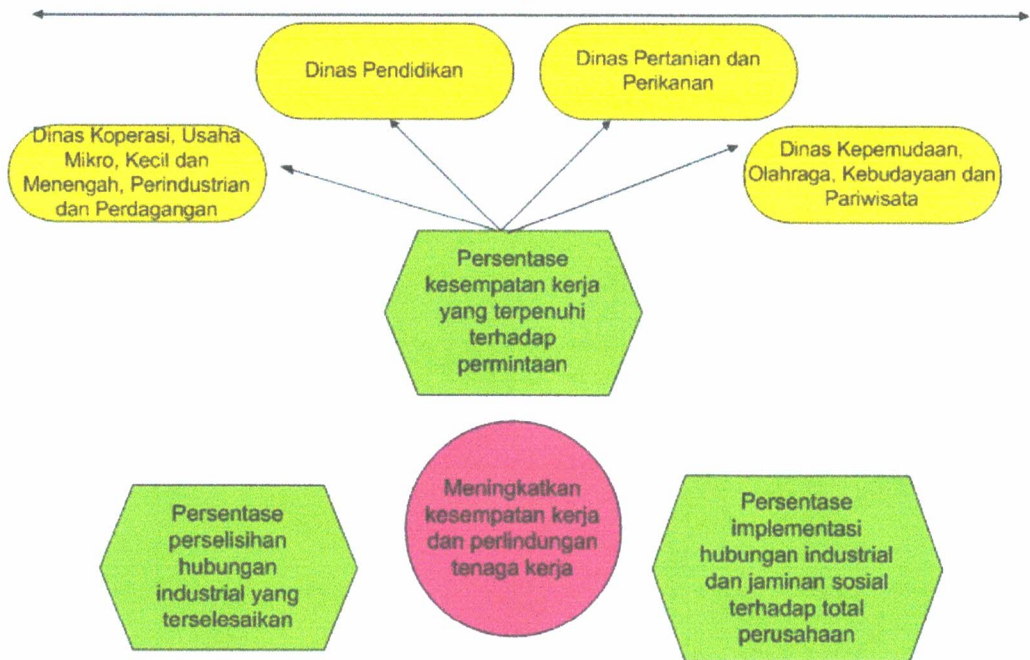 Dinas Pendidikan
Dinas Pertanian dan
Perikanan
Dinas Koperasi, Usaha
Mikro, Kecil dan
Menengah, Perindustrian
dan Perdagangan
Dinas Kepemudaan,
Olahraga, Kebudayaan dan
Pariwisata
Persentase
kesempatan kerja
yang terpenuhi
terhadap
permintaan
Meningkatkan
kesempatan kerja
dan perlindungan
tenaga kerja
Persentase
perselisihan
hubungan
industrial yang
terselesaikan
Persentase
implementasi
hubungan industrial
dan jaminan sosial
terhadap total
perusahaan